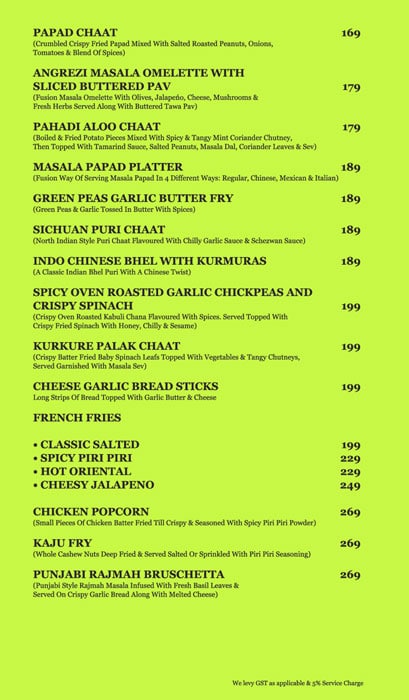 PAPAD CHAAT 169
(Crumbled Crispy Fried Papad Mixed With Salted Roasted Peanuts, Onions,
Tomatoes & Blend Of Spices)
ANGREZI MASALA OMELETTE WITH
SLICED BUTTERED PAV 179
(Fusion Masala Omelette With Olives, Jalapeño, Cheese, Mushrooms &
Fresh Herbs Served Along With Buttered Tawa Pav)
PAHADI ALOO CHAAT 179
(Boiled & Fried Potato Pieces Mixed With Spicy & Tangy Mint Coriander Chutney,
Then Topped With Tamarind Sauce, Salted Peanuts, Masala Dal, Coriander Leaves & Sev)
MASALA PAPAD PLATTER 189
(Fusion Way Of Serving Masala Papad In 4 Different Ways: Regular, Chinese, Mexican & Italian)
GREEN PEAS GARLIC BUTTER FRY 189
(Green Peas & Garlic Tossed In Butter With Spices)
SICHUAN PURI CHAAT 189
(North Indian Style Puri Chaat Flavoured With Chilly Garlic Sauce & Schezwan Sauce)
INDO CHINESE BHEL WITH KURMURAS 189
(A Classic Indian Bhel Puri With A Chinese Twist)
SPICY OVEN ROASTED GARLIC CHICKPEAS AND
CRISPY SPINACH 199
(Crispy Oven Roasted Kabuli Chana Flavoured With Spices. Served Topped With
Crispy Fried Spinach With Honey, Chilly & Sesame)
KURKURE PALAK CHAAT 199
(Crispy Batter Fried Baby Spinach Leafs Topped With Vegetables & Tangy Chutneys,
Served Garnished With Masala Sev)
CHEESE GARLIC BREAD STICKS 199
Long Strips Of Bread Topped With Garlic Butter & Cheese
FRENCH FRIES
• CLASSIC SALTED 199
• SPICY PIRI PIRI 229
• HOT ORIENTAL 229
• CHEESY JALAPENO 249
CHICKEN POPCORN 269
(Small Pieces Of Chicken Batter Fried Till Crispy & Seasoned With Spicy Piri Piri Powder)
KAJU FRY 269
(Whole Cashew Nuts Deep Fried & Served Salted Or Sprinkled With Piri Piri Seasoning)
PUNJABI RAJMAH BRUSCHETTA 269
(Punjabi Style Rajmah Masala Infused With Fresh Basil Leaves &
Served On Crispy Garlic Bread Along With Melted Cheese)
We levy GST as applicable & 5% Service Charge